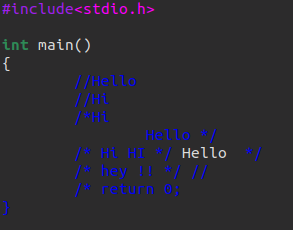 #include<stdio.h>
int main()
{
//Hello
//Hi
/*Hi
Hello */
/* Hi HI */ Hello */
/* hey !! */ //
/* return 0;
}